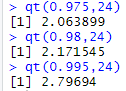 > qt(0.975,24)
[1] 2.063899
> qt(0.98,24)
[1] 2.171545
> qt(0.995,24)
[1] 2.79694